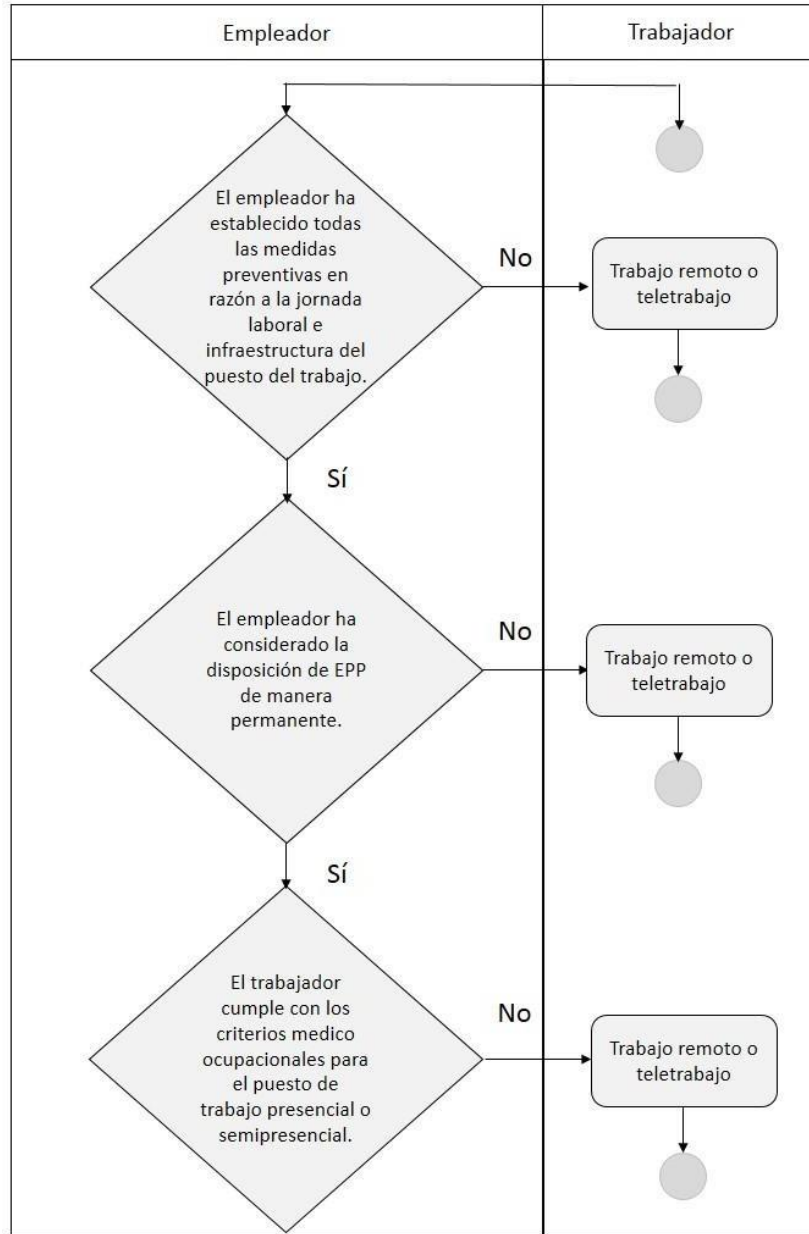 Empleador
Trabajador
El empleador ha
establecido todas
las medidas
preventivas en
razón a la jornada
laboral e
infraestructura del
puesto del trabajo.
No
Trabajo remoto o
teletrabajo
Sí
El empleador ha
considerado la
disposición de EPP
de manera
permanente.
No
Trabajo remoto o
teletrabajo
Sí
El trabajador
cumple con los
criterios medico
ocupacionales para
el puesto de
trabajo presencial o
semipresencial.
No
Trabajo remoto o
teletrabajo